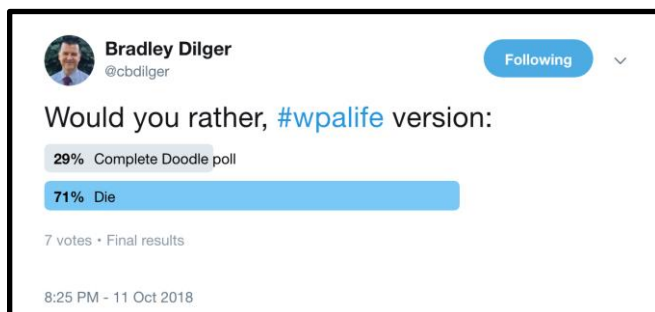 Bradley Dilger
@cbdilger
Following
Would you rather, #wpalife version:
29% Complete Doodle poll
71% Die
7 votes • Final results
8:25 PM - 11 Oct 2018